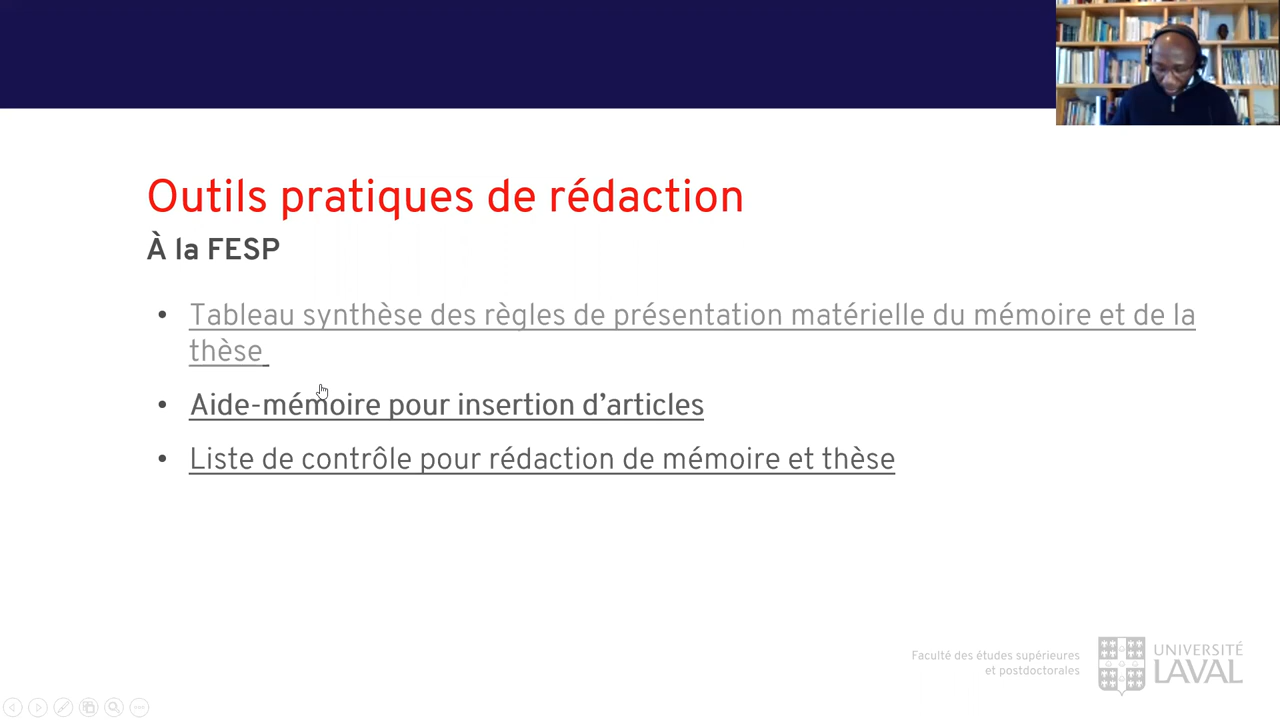 Outils pratiques de rédaction
À la FESP
• Tableau synthèse des règles de présentation matérielle du mémoire et de la
thèse
• Aide-mémoire pour insertion d’articles
• Liste de contrôle pour rédaction de mémoire et thèse
Faculté des études supérieures
et postdoctorales
UNIVERSITÉ
LAVAL